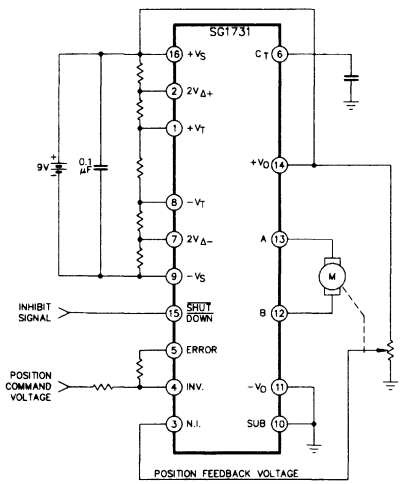 SG1731
16 +VS
CT 6
2 2VΔ+
1 +VT
9V
0.1
μF
+VO 14
8 −VT
7 2VΔ−
A 13
M
9 −VS
INHIBIT
SIGNAL
15 SHUT
DOWN
B 12
5 ERROR
POSITION
COMMAND
VOLTAGE
4 INV.
−VO 11
3 N.I.
SUB 10
POSITION FEEDBACK VOLTAGE